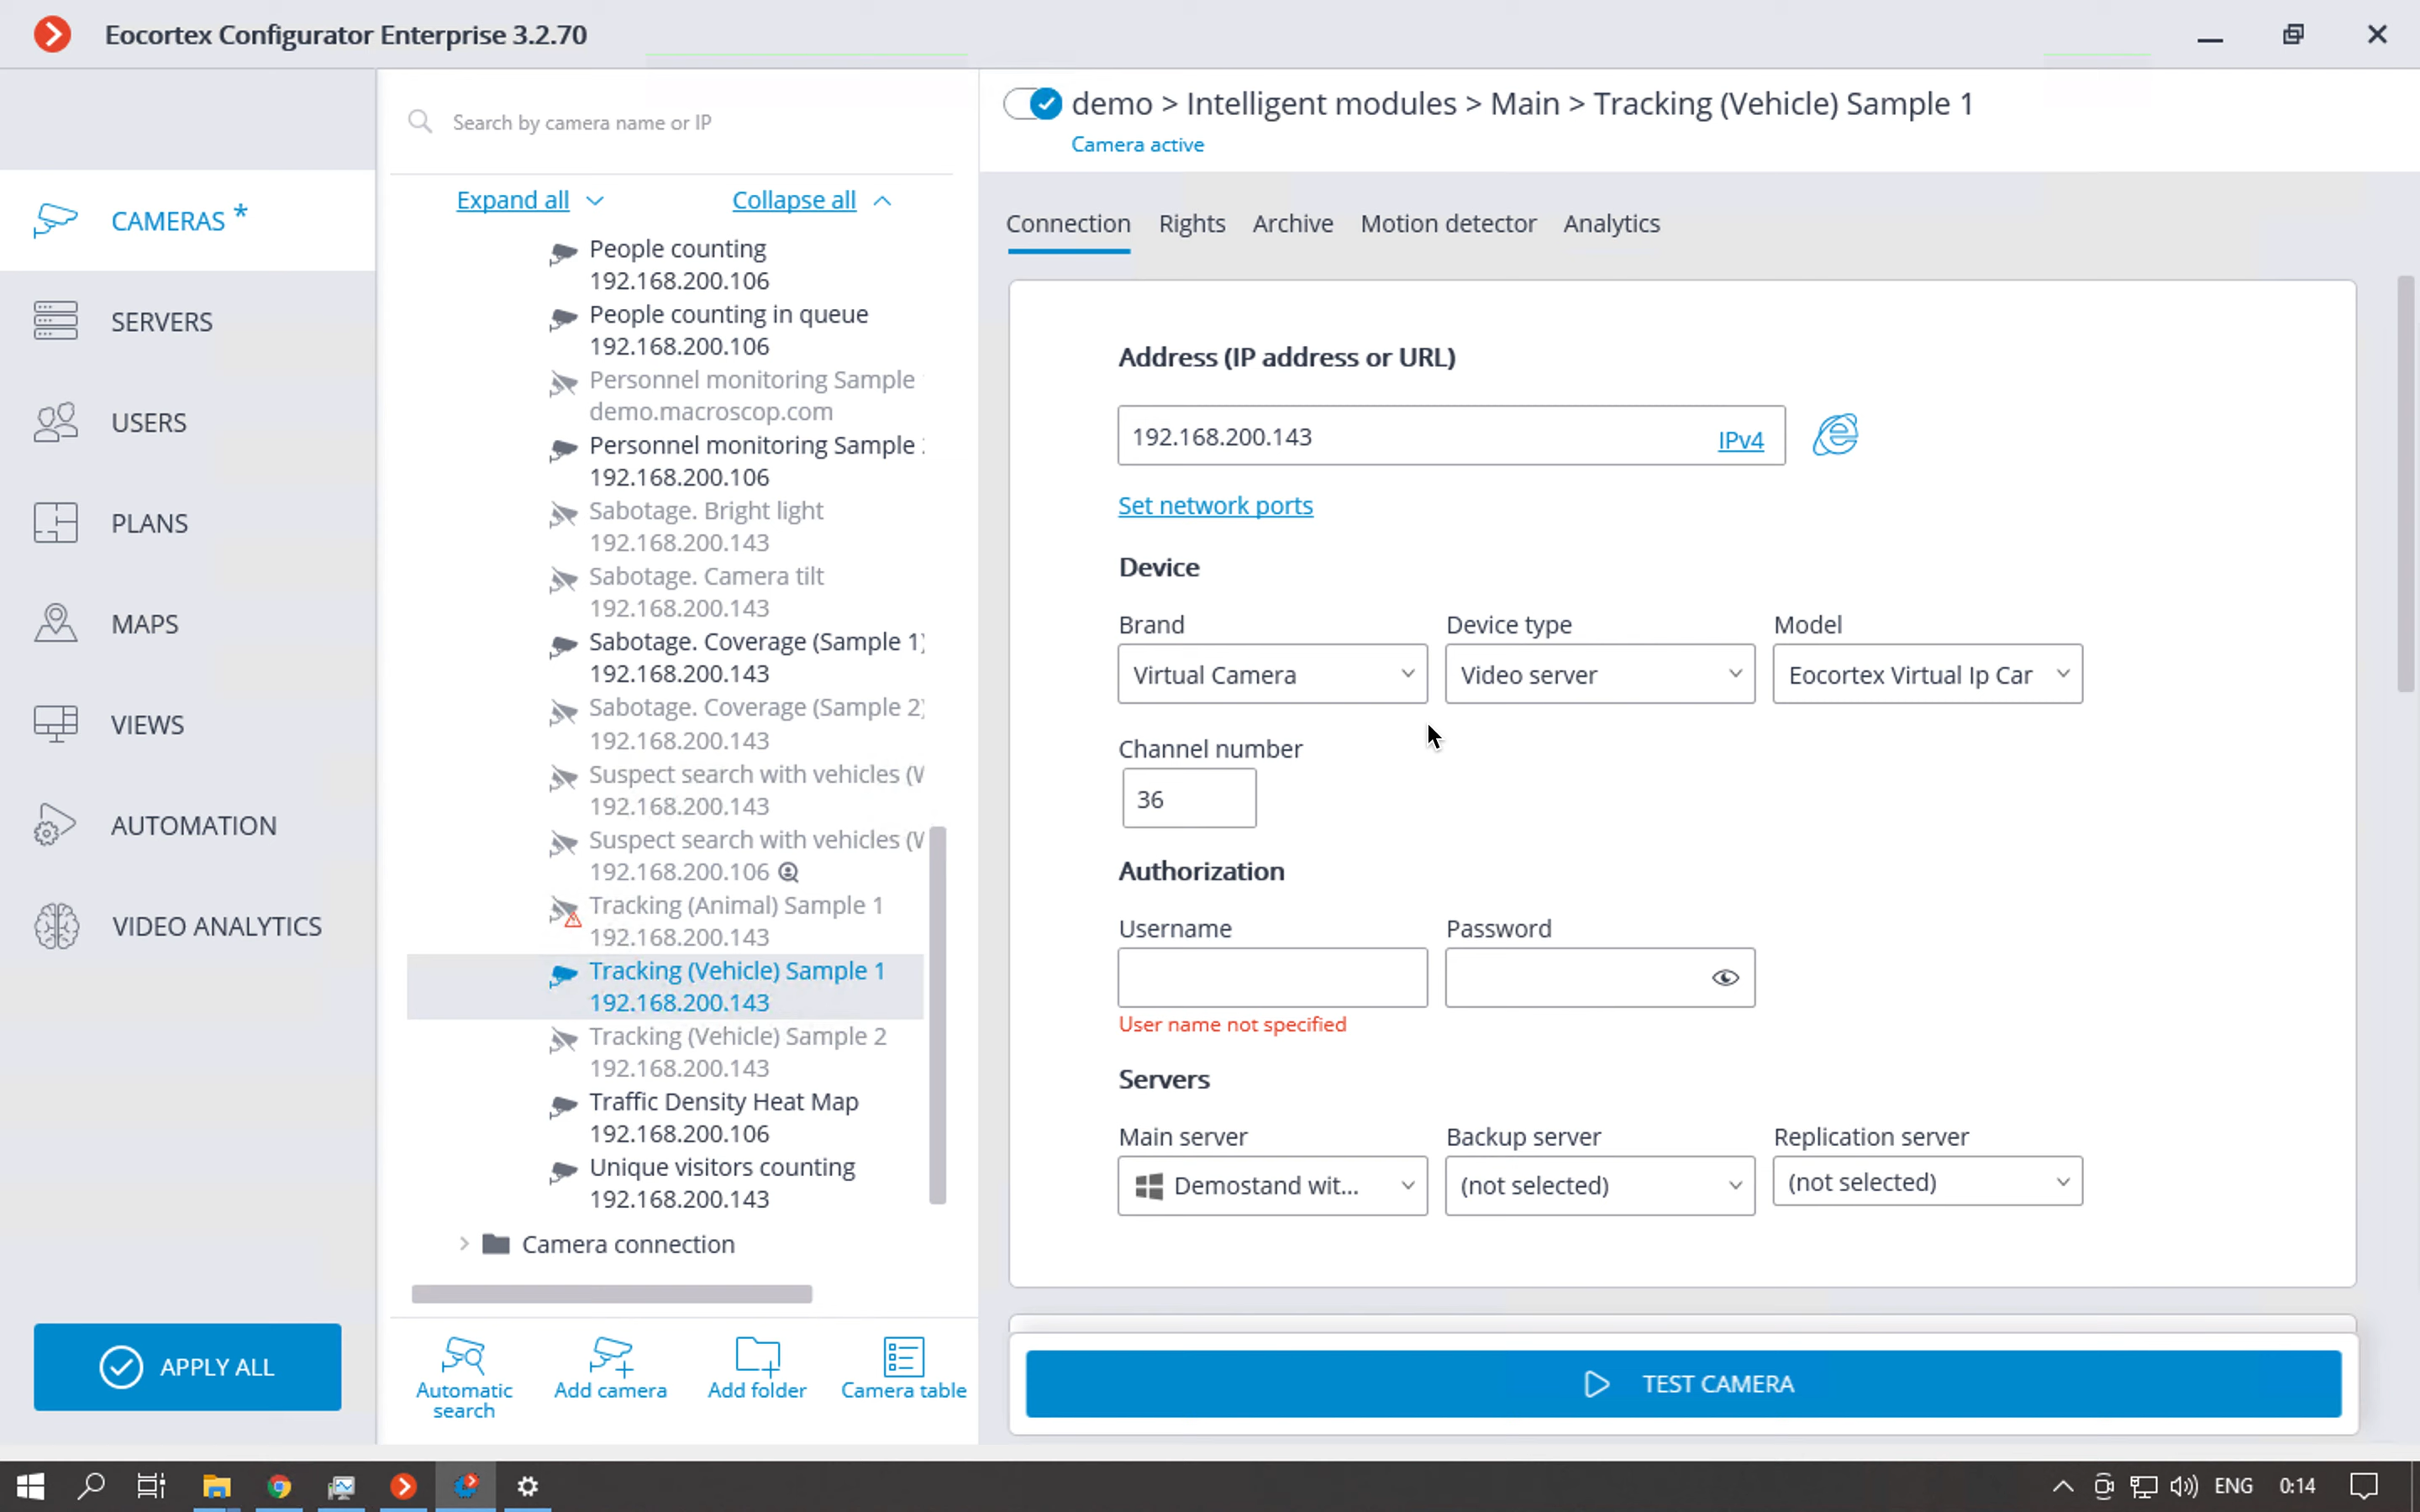 Eocortex Configurator Enterprise 3.2.70
CAMERAS *
SERVERS
USERS
PLANS
MAPS
VIEWS
AUTOMATION
VIDEO ANALYTICS
APPLY ALL
Search by camera name or IP
Expand all
Collapse all
People counting
192.168.200.106
People counting in queue
192.168.200.106
Personnel monitoring Sample
demo.macroscop.com
Personnel monitoring Sample
192.168.200.106
Sabotage. Bright light
192.168.200.143
Sabotage. Camera tilt
192.168.200.143
Sabotage. Coverage (Sample 1)
192.168.200.143
Sabotage. Coverage (Sample 2)
192.168.200.143
Suspect search with vehicles (
192.168.200.143
Suspect search with vehicles (
192.168.200.106
Tracking (Animal) Sample 1
192.168.200.143
Tracking (Vehicle) Sample 1
192.168.200.143
Tracking (Vehicle) Sample 2
192.168.200.143
Traffic Density Heat Map
192.168.200.106
Unique visitors counting
192.168.200.143
Camera connection
Automatic
search
Add camera
Add folder
Camera table
demo > Intelligent modules > Main > Tracking (Vehicle) Sample 1
Camera active
Connection Rights Archive Motion detector Analytics
Address (IP address or URL)
192.168.200.143
IPv4
Set network ports
Device
Brand Device type Model
Virtual Camera Video server Eocortex Virtual Ip Car
Channel number
36
Authorization
Username Password
User name not specified
Servers
Main server Backup server Replication server
Demostand wit... (not selected) (not selected)
TEST CAMERA
ENG 0:14